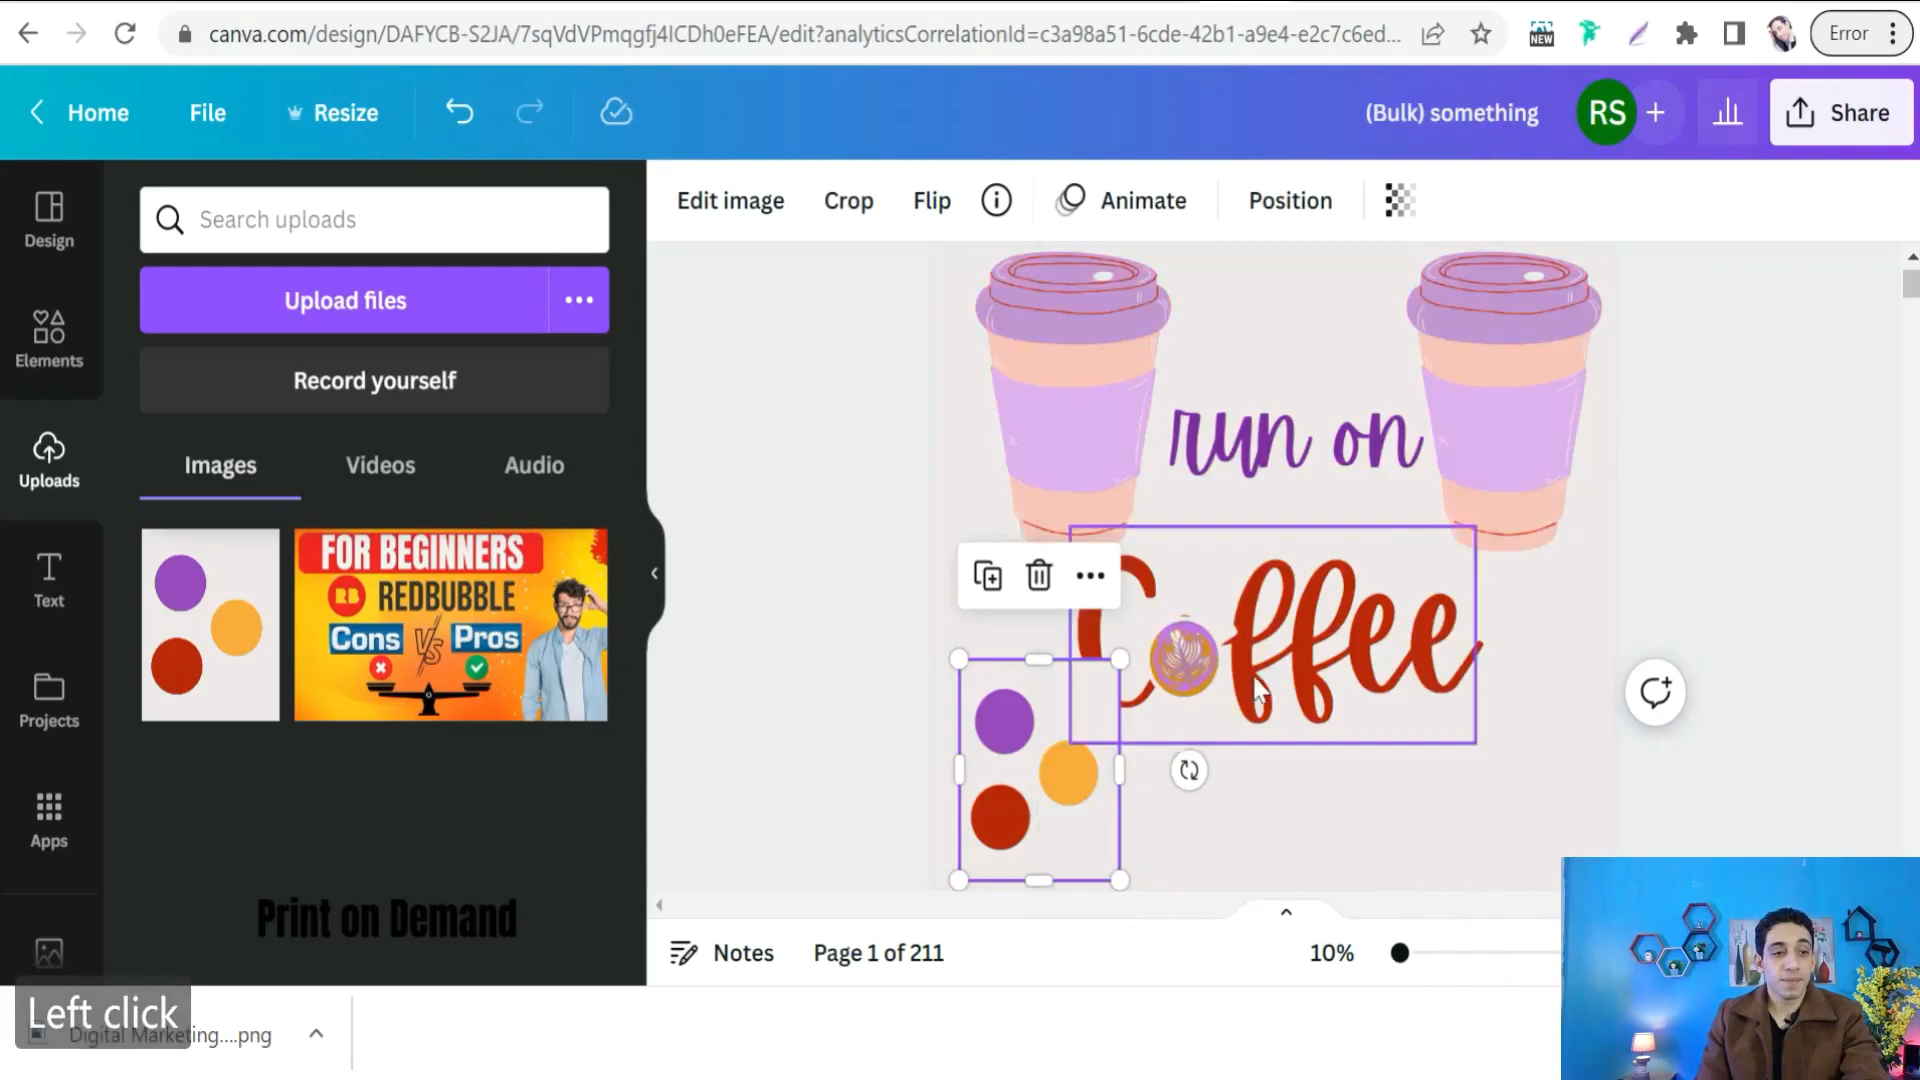 canva.com/design/DAFYCB-S2JA/7sqVdVPmqgfj4ICDh0eFEA/edit?analyticsCorrelationId=c3a98a51-6cde-42b1-a9e4-e2c7c6ed...
NEW
Error
Home
File
Resize
(Bulk) something
RS
Share
Design
Elements
Uploads
Text
Projects
Apps
Search uploads
Upload files
Record yourself
Images
Videos
Audio
FOR BEGINNERS
RB REDBUBBLE
Cons VS Pros
Print on Demand
Edit image
Crop
Flip
Animate
Position
run on
Coffee
Notes
Page 1 of 211
10%
Left click
Digital Marketing....png